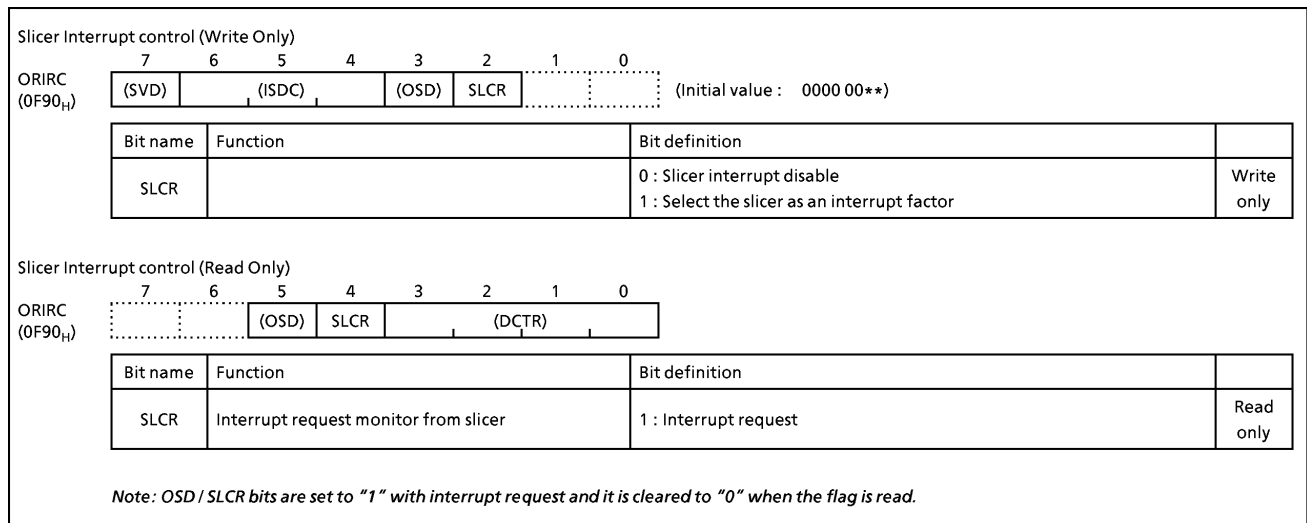 Slicer Interrupt control (Write Only)
7 6 5 4 3 2 1 0
ORIRC
(0F90H)
(SVD) (ISDC) (OSD) SLCR (Initial value : 0000 00**)
Bit name Function Bit definition
SLCR
0 : Slicer interrupt disable
1 : Select the slicer as an interrupt factor
Write
only
Slicer Interrupt control (Read Only)
7 6 5 4 3 2 1 0
ORIRC
(0F90H)
(OSD) SLCR (DCTR)
Bit name Function Bit definition
SLCR Interrupt request monitor from slicer 1 : Interrupt request
Read
only
Note: OSD / SLCR bits are set to "1" with interrupt request and it is cleared to "0" when the flag is read.